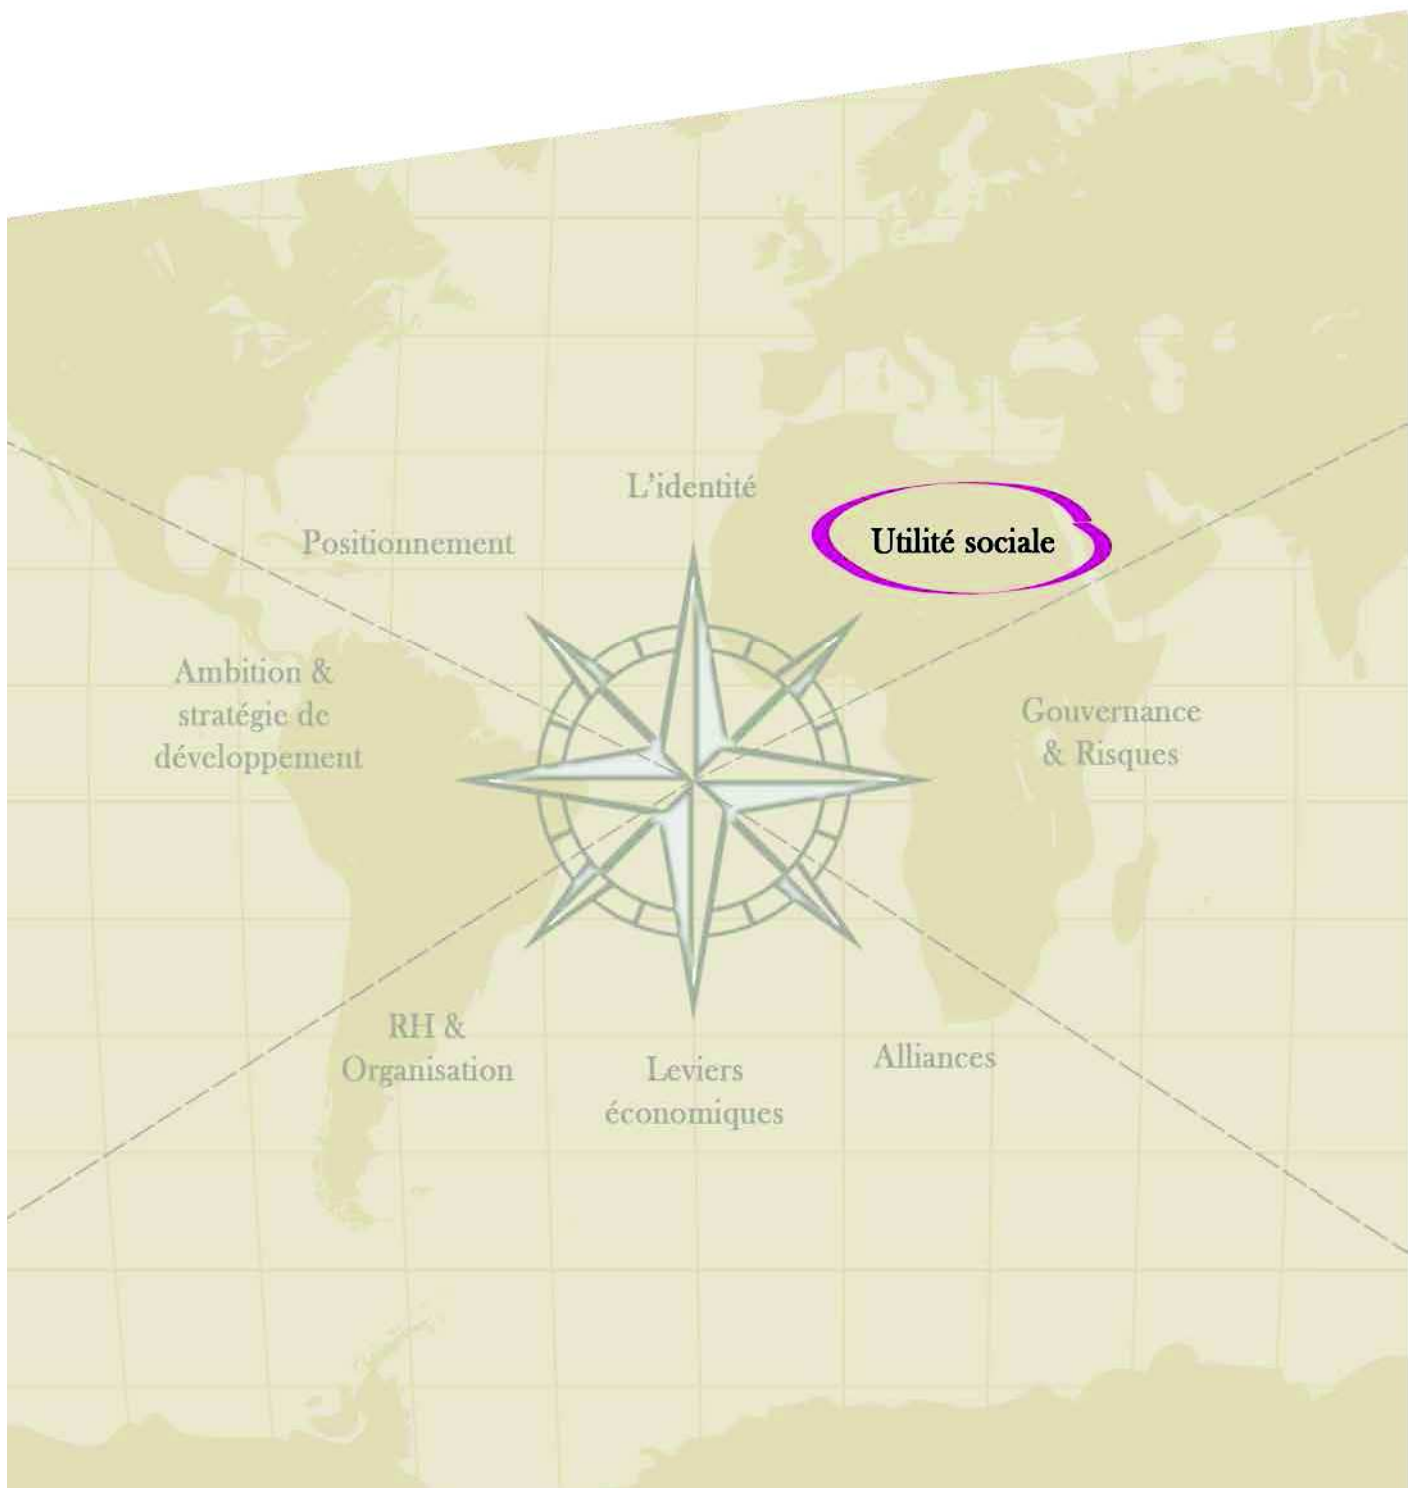 L'identité
Utilité sociale
Positionnement
Ambition &
stratégie de
développement
Gouvernance
& Risques
RH &
Organisation
Leviers
économiques
Alliances